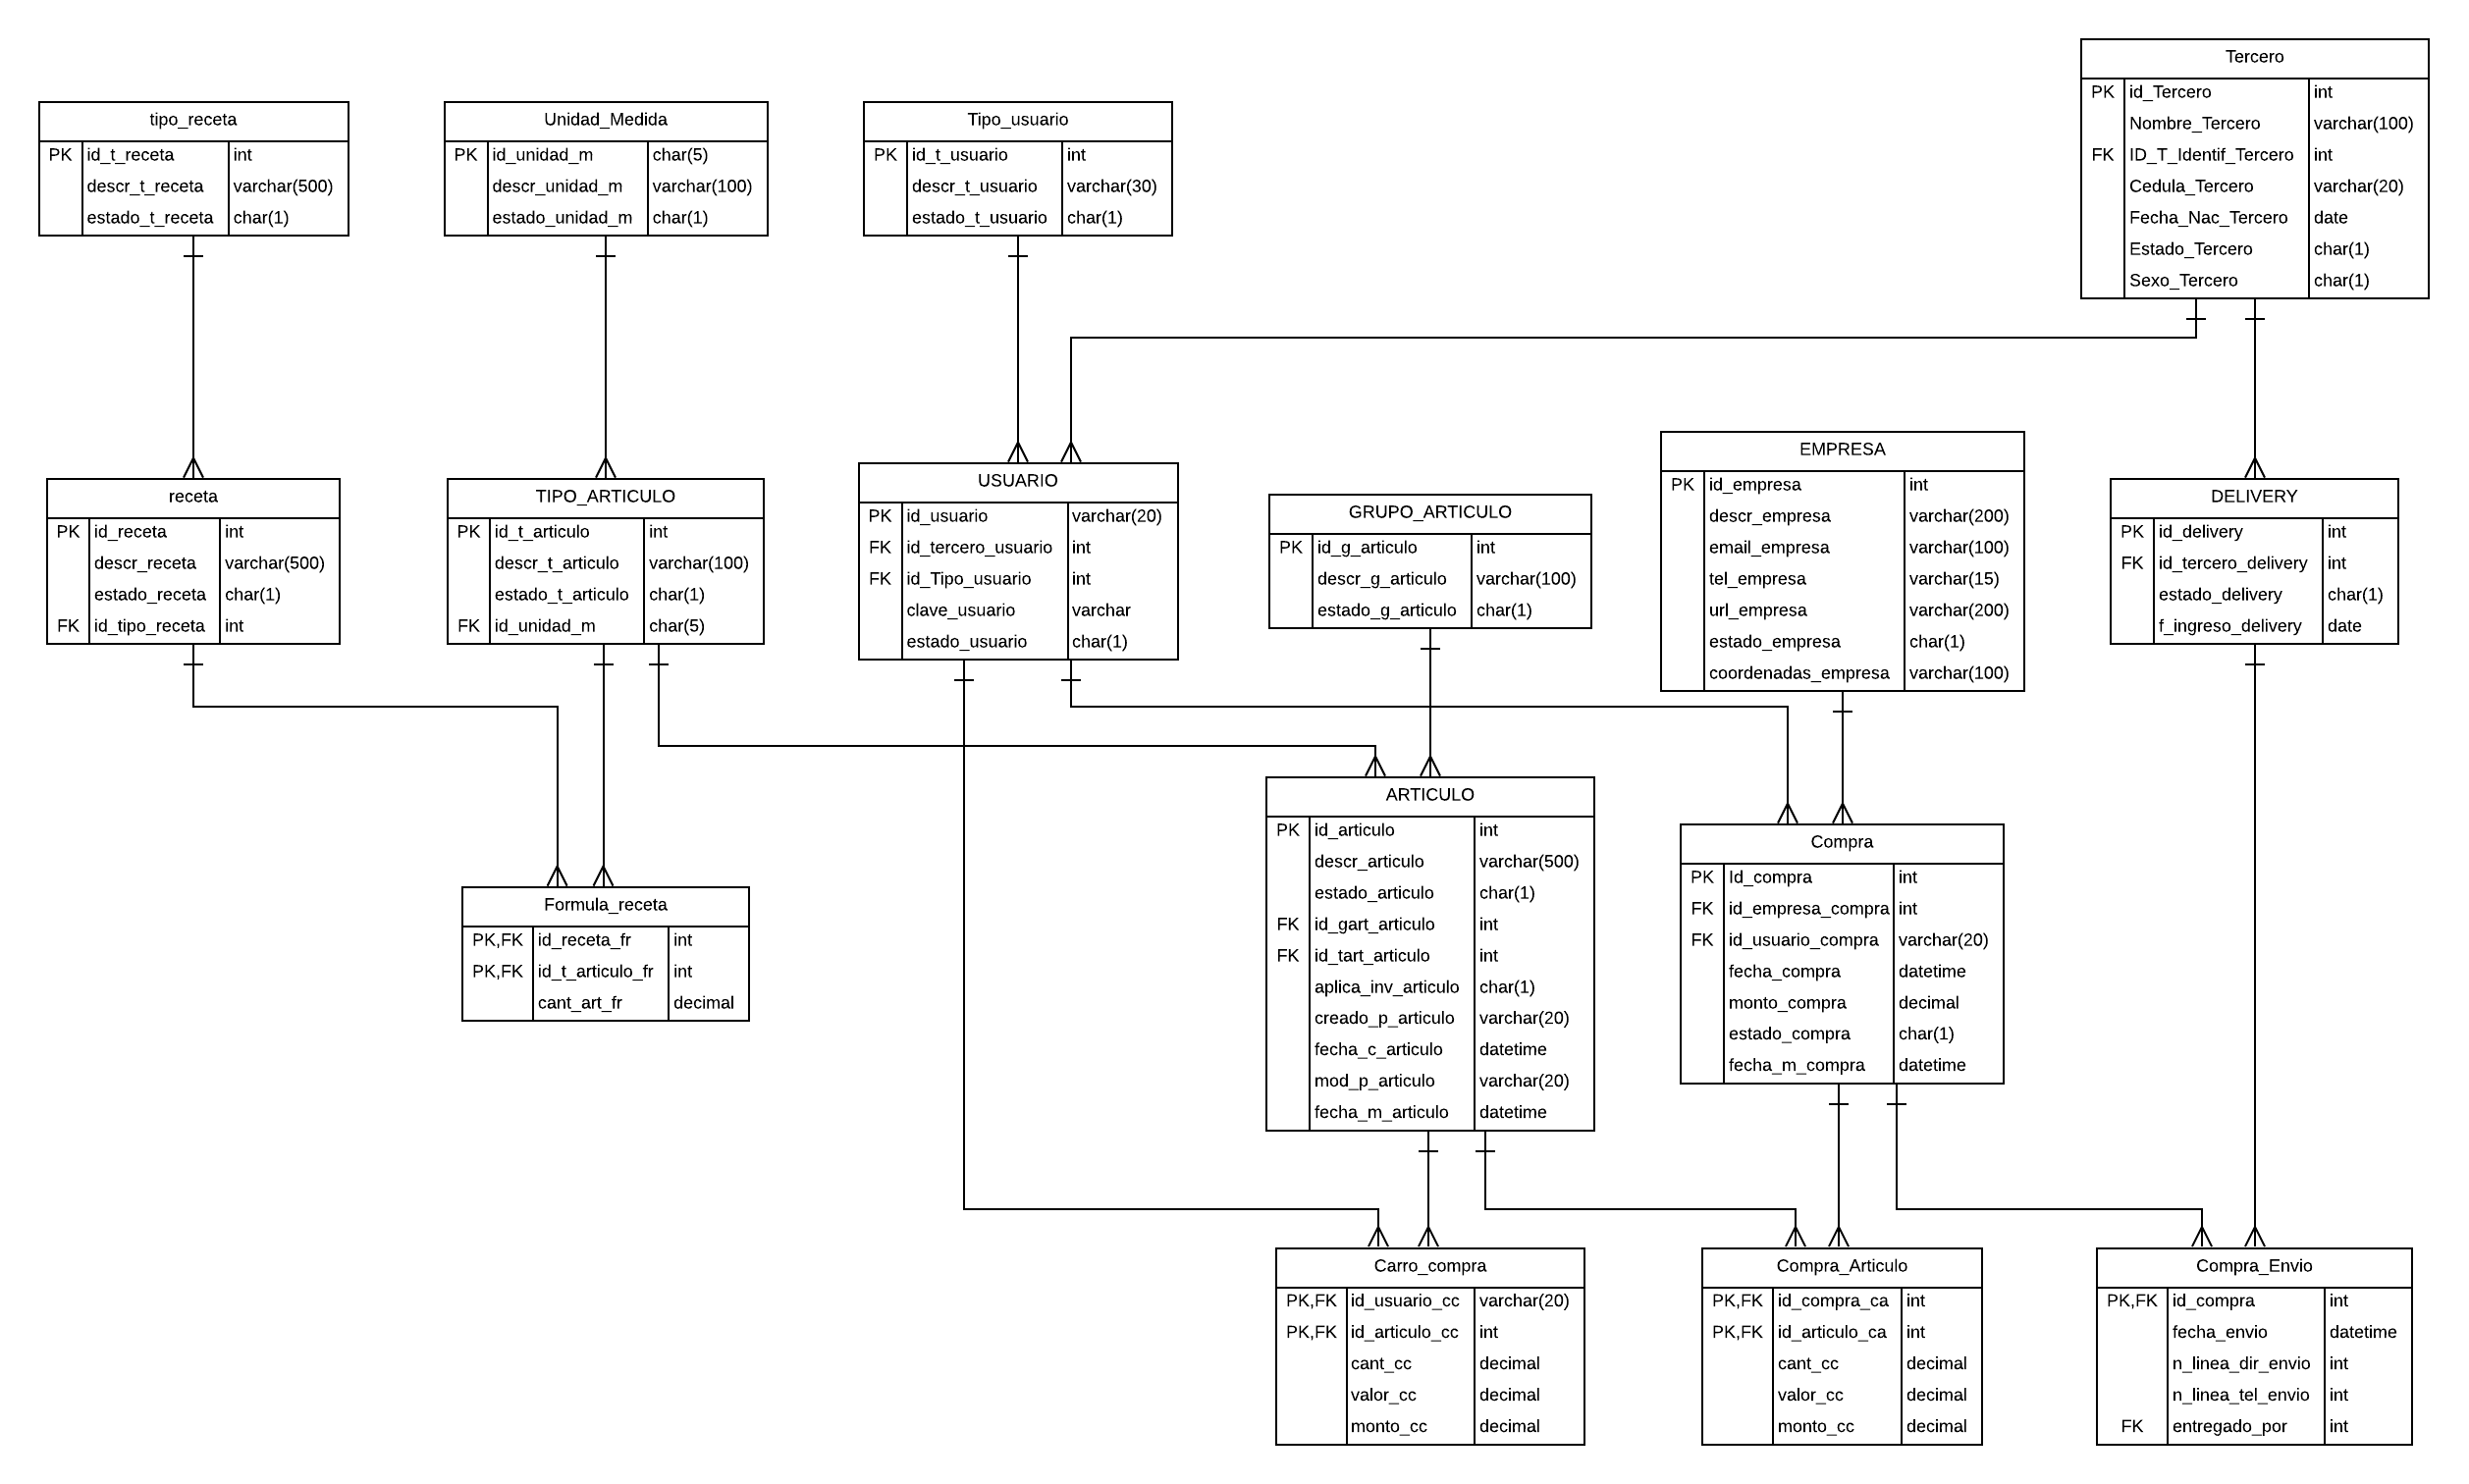 Tercero
PK id_Tercero int
Nombre_Tercero varchar(100)
FK ID_T_Identif_Tercero int
Cedula_Tercero varchar(20)
Fecha_Nac_Tercero date
Estado_Tercero char(1)
Sexo_Tercero char(1)
tipo_receta
PK id_t_receta int
descr_t_receta varchar(500)
estado_t_receta char(1)
Unidad_Medida
PK id_unidad_m char(5)
descr_unidad_m varchar(100)
estado_unidad_m char(1)
Tipo_usuario
PK id_t_usuario int
descr_t_usuario varchar(30)
estado_t_usuario char(1)
receta
PK id_receta int
descr_receta varchar(500)
estado_receta char(1)
FK id_tipo_receta int
TIPO_ARTICULO
PK id_t_articulo int
descr_t_articulo varchar(100)
estado_t_articulo char(1)
FK id_unidad_m char(5)
USUARIO
PK id_usuario varchar(20)
FK id_tercero_usuario int
FK id_Tipo_usuario int
clave_usuario varchar
estado_usuario char(1)
GRUPO_ARTICULO
PK id_g_articulo int
descr_g_articulo varchar(100)
estado_g_articulo char(1)
EMPRESA
PK id_empresa int
descr_empresa varchar(200)
email_empresa varchar(100)
tel_empresa varchar(15)
url_empresa varchar(200)
estado_empresa char(1)
coordenadas_empresa varchar(100)
DELIVERY
PK id_delivery int
FK id_tercero_delivery int
estado_delivery char(1)
f_ingreso_delivery date
Formula_receta
PK,FK id_receta_fr int
PK,FK id_t_articulo_fr int
cant_art_fr decimal
ARTICULO
PK id_articulo int
descr_articulo varchar(500)
estado_articulo char(1)
FK id_gart_articulo int
FK id_tart_articulo int
aplica_inv_articulo char(1)
creado_p_articulo varchar(20)
fecha_c_articulo datetime
mod_p_articulo varchar(20)
fecha_m_articulo datetime
Compra
PK Id_compra int
FK id_empresa_compra int
FK id_usuario_compra varchar(20)
fecha_compra datetime
monto_compra decimal
estado_compra char(1)
fecha_m_compra datetime
Carro_compra
PK,FK id_usuario_cc varchar(20)
PK,FK id_articulo_cc int
cant_cc decimal
valor_cc decimal
monto_cc decimal
Compra_Articulo
PK,FK id_compra_ca int
PK,FK id_articulo_ca int
cant_cc decimal
valor_cc decimal
monto_cc decimal
Compra_Envio
PK,FK id_compra int
fecha_envio datetime
n_linea_dir_envio int
n_linea_tel_envio int
FK entregado_por int